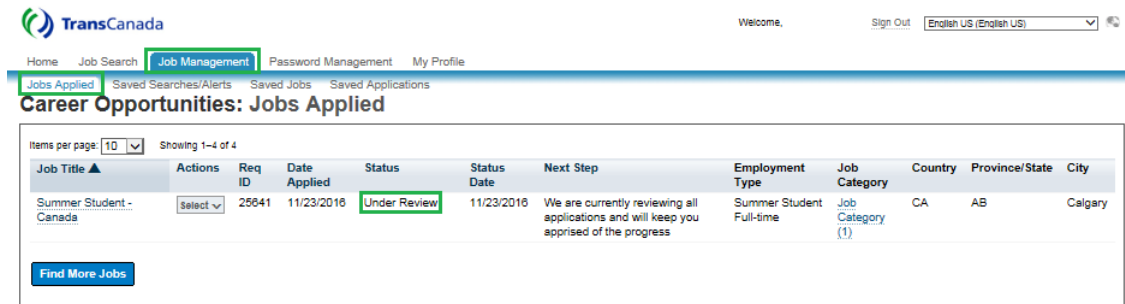 TransCanada
Welcome,
Sign Out
English US (English US)
Home Job Search Job Management Password Management My Profile
Jobs Applied Saved Searches/Alerts Saved Jobs Saved Applications
Career Opportunities: Jobs Applied
Items per page: 10 Showing 1–4 of 4
Job Title ▲ Actions Req ID Date Applied Status Status Date Next Step Employment Type Job Category Country Province/State City
Summer Student - Canada Select 25641 11/23/2016 Under Review 11/23/2016 We are currently reviewing all applications and will keep you apprised of the progress Summer Student Full-time Job Category (1) CA AB Calgary
Find More Jobs